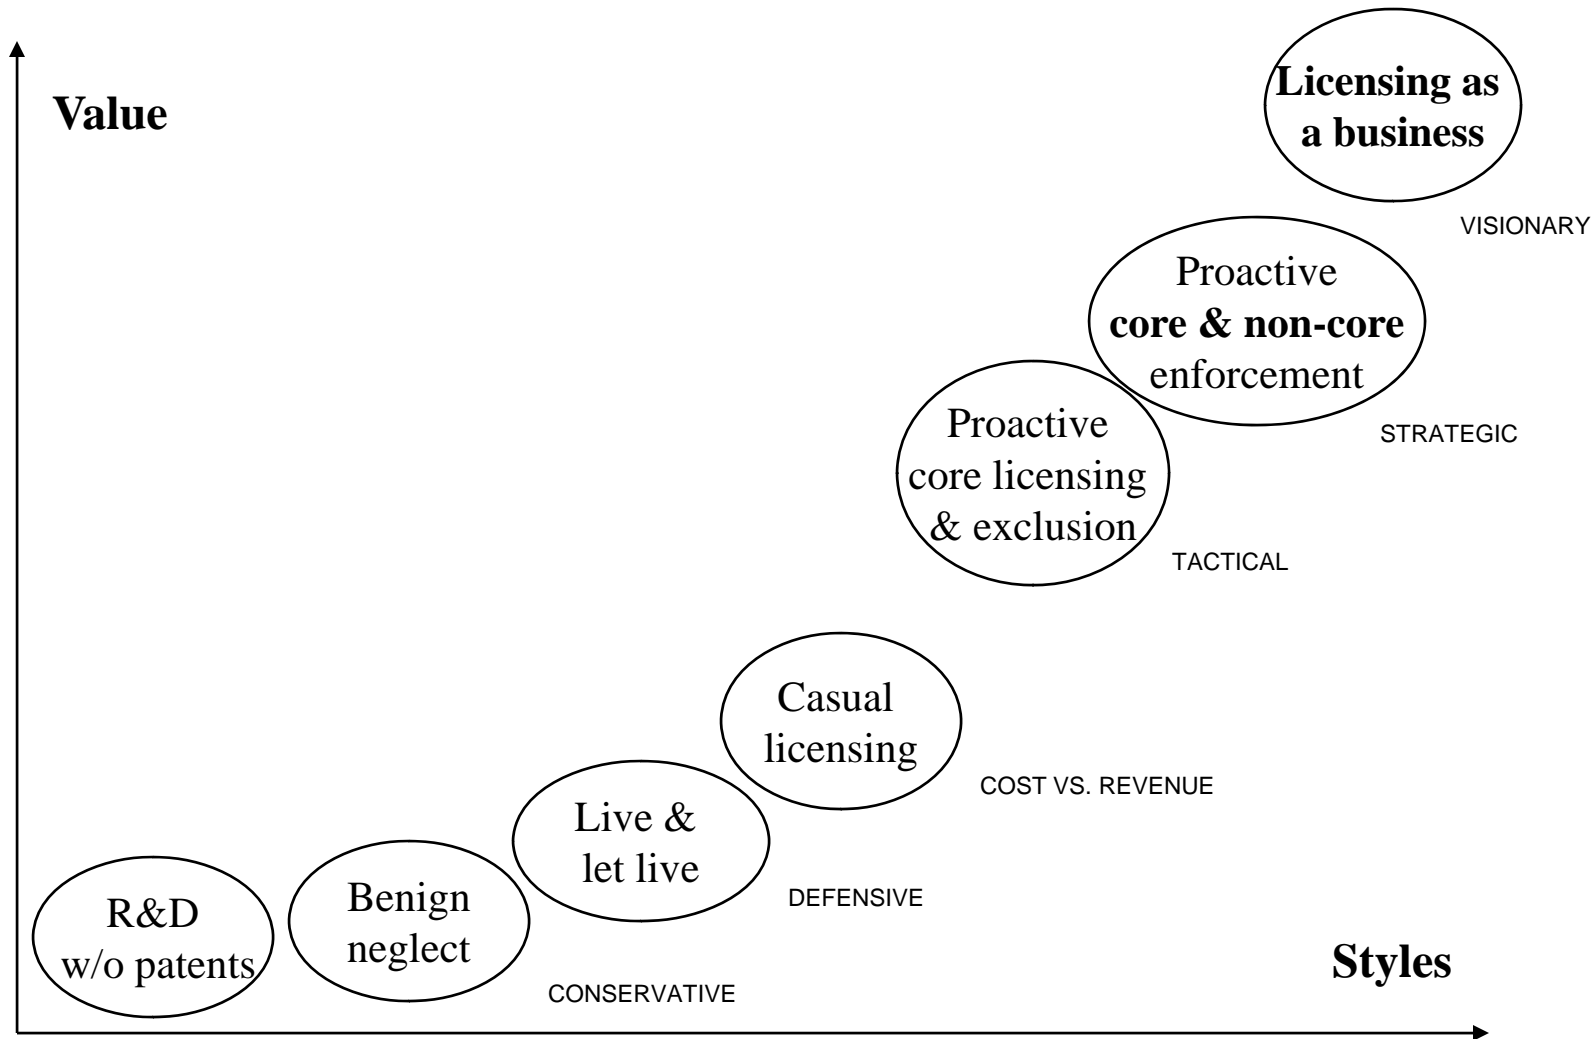 Value
Licensing as
a business
VISIONARY
Proactive
core & non-core
enforcement
STRATEGIC
Proactive
core licensing
& exclusion
TACTICAL
Casual
licensing
COST VS. REVENUE
Live &
let live
DEFENSIVE
Benign
neglect
CONSERVATIVE
R&D
w/o patents
Styles